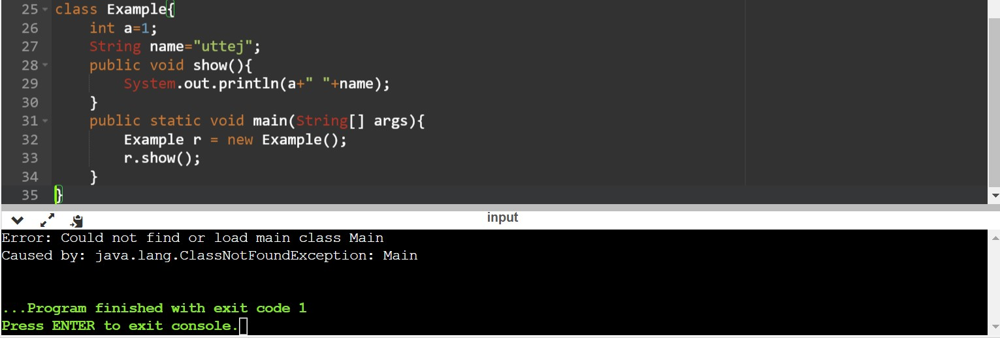 25 class Example{
26     int a=1;
27     String name="uttej";
28     public void show(){
29         System.out.println(a+" "+name);
30     }
31     public static void main(String[] args){
32         Example r = new Example();
33         r.show();
34     }
35 }
input
Error: Could not find or load main class Main
Caused by: java.lang.ClassNotFoundException: Main
...Program finished with exit code 1
Press ENTER to exit console.